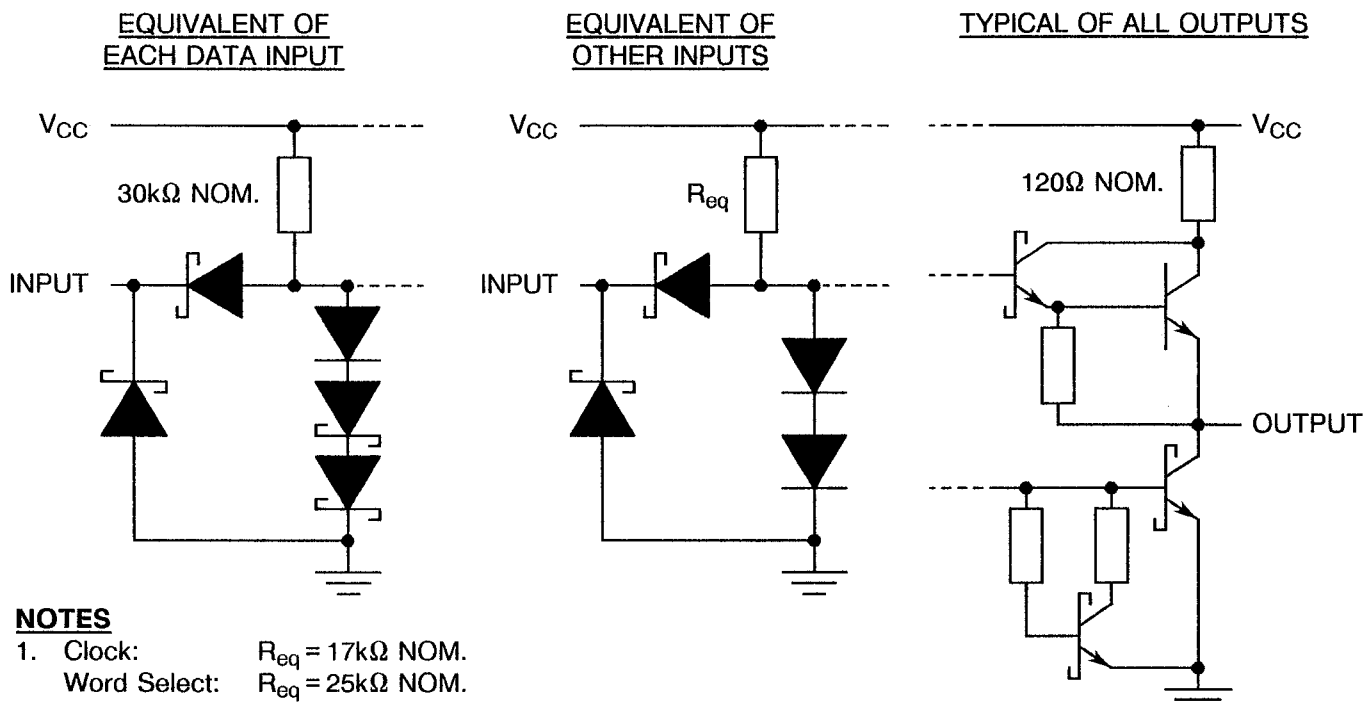 EQUIVALENT OF
EACH DATA INPUT
EQUIVALENT OF
OTHER INPUTS
TYPICAL OF ALL OUTPUTS
VCC
30kΩ NOM.
INPUT
VCC
Req
INPUT
VCC
120Ω NOM.
OUTPUT
NOTES
1. Clock: Req = 17kΩ NOM.
Word Select: Req = 25kΩ NOM.